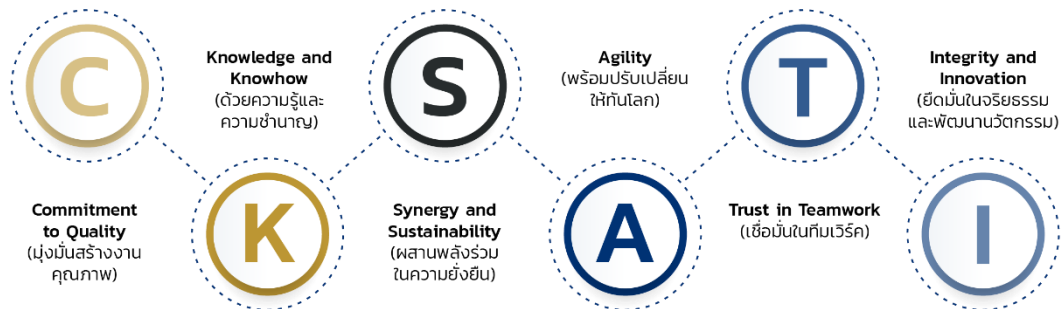 C
Commitment
to Quality
(มุ่งมั่นสร้างงาน
คุณภาพ)
Knowledge and
Knowhow
(ด้วยความรู้และ
ความชำนาญ)
K
S
Synergy and
Sustainability
(ผสานพลังร่วม
ในความยั่งยืน)
Agility
(พร้อมปรับเปลี่ยน
ให้ทันโลก)
A
T
Trust in Teamwork
(เชื่อมั่นในทีมเวิร์ค)
Integrity and
Innovation
(ยึดมั่นในจริยธรรม
และพัฒนานวัตกรรม)
I